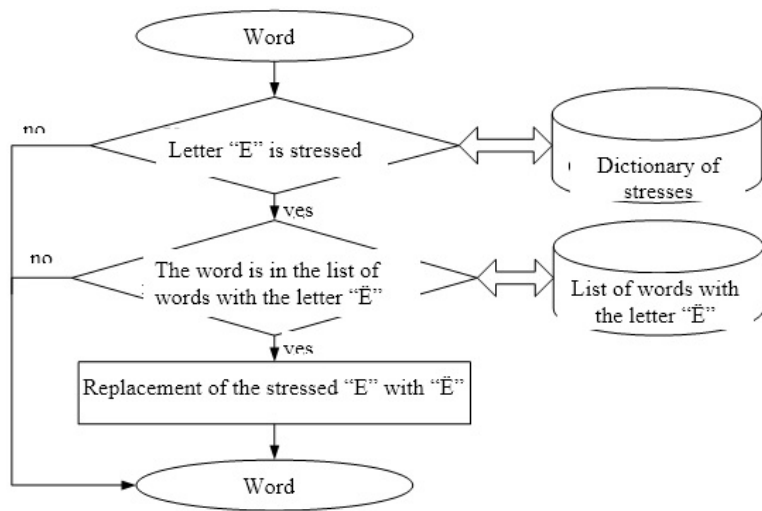 Word
no
Letter “E” is stressed
Dictionary of
stresses
yes
no
The word is in the list of
words with the letter “Ë”
List of words with
the letter “Ë”
yes
Replacement of the stressed “E” with “Ë”
Word